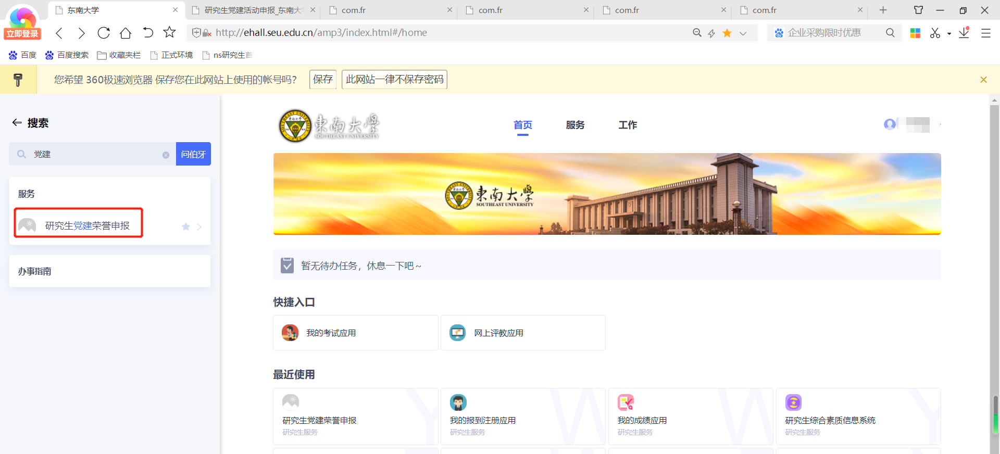 东南大学
研究生党建活动申报_东南大
com.fr
com.fr
com.fr
com.fr
立即登录
http://ehall.seu.edu.cn/amp3/index.html#/home
企业采购限时优惠
百度
百度搜索
收藏夹栏
正式环境
ns研究生首
您希望 360极速浏览器 保存您在此网站上使用的帐号吗？
保存
此网站一律不保存密码
搜索
党建
问伯牙
服务
研究生党建荣誉申报
办事指南
東南大學
SOUTHEAST UNIVERSITY
首页
服务
工作
東南大學
SOUTHEAST UNIVERSITY
暂无待办任务，休息一下吧~
快捷入口
我的考试应用
网上评教应用
最近使用
研究生党建荣誉申报
研究生服务
我的报到注册应用
研究生服务
我的成绩应用
研究生服务
研究生综合素质信息系统
研究生服务